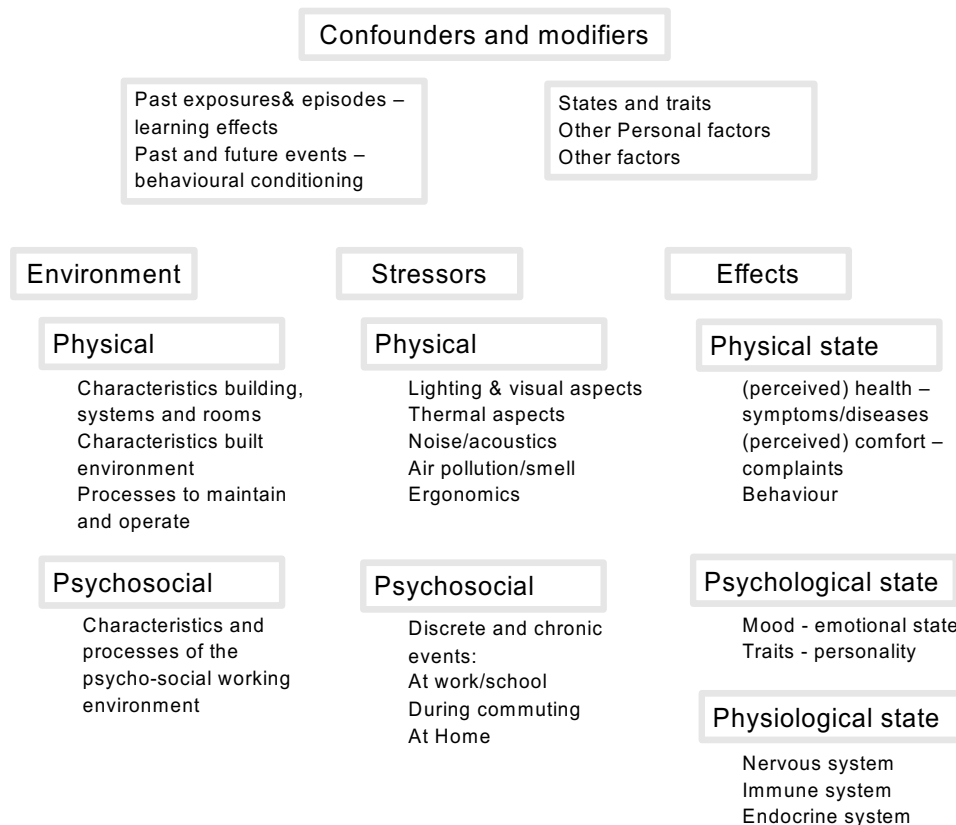 Confounders and modifiers
Past exposures& episodes –
learning effects
Past and future events –
behavioural conditioning
States and traits
Other Personal factors
Other factors
Environment
Physical
Characteristics building,
systems and rooms
Characteristics built
environment
Processes to maintain
and operate
Psychosocial
Characteristics and
processes of the
psycho-social working
environment
Stressors
Physical
Lighting & visual aspects
Thermal aspects
Noise/acoustics
Air pollution/smell
Ergonomics
Psychosocial
Discrete and chronic
events:
At work/school
During commuting
At Home
Effects
Physical state
(perceived) health –
symptoms/diseases
(perceived) comfort –
complaints
Behaviour
Psychological state
Mood - emotional state
Traits - personality
Physiological state
Nervous system
Immune system
Endocrine system